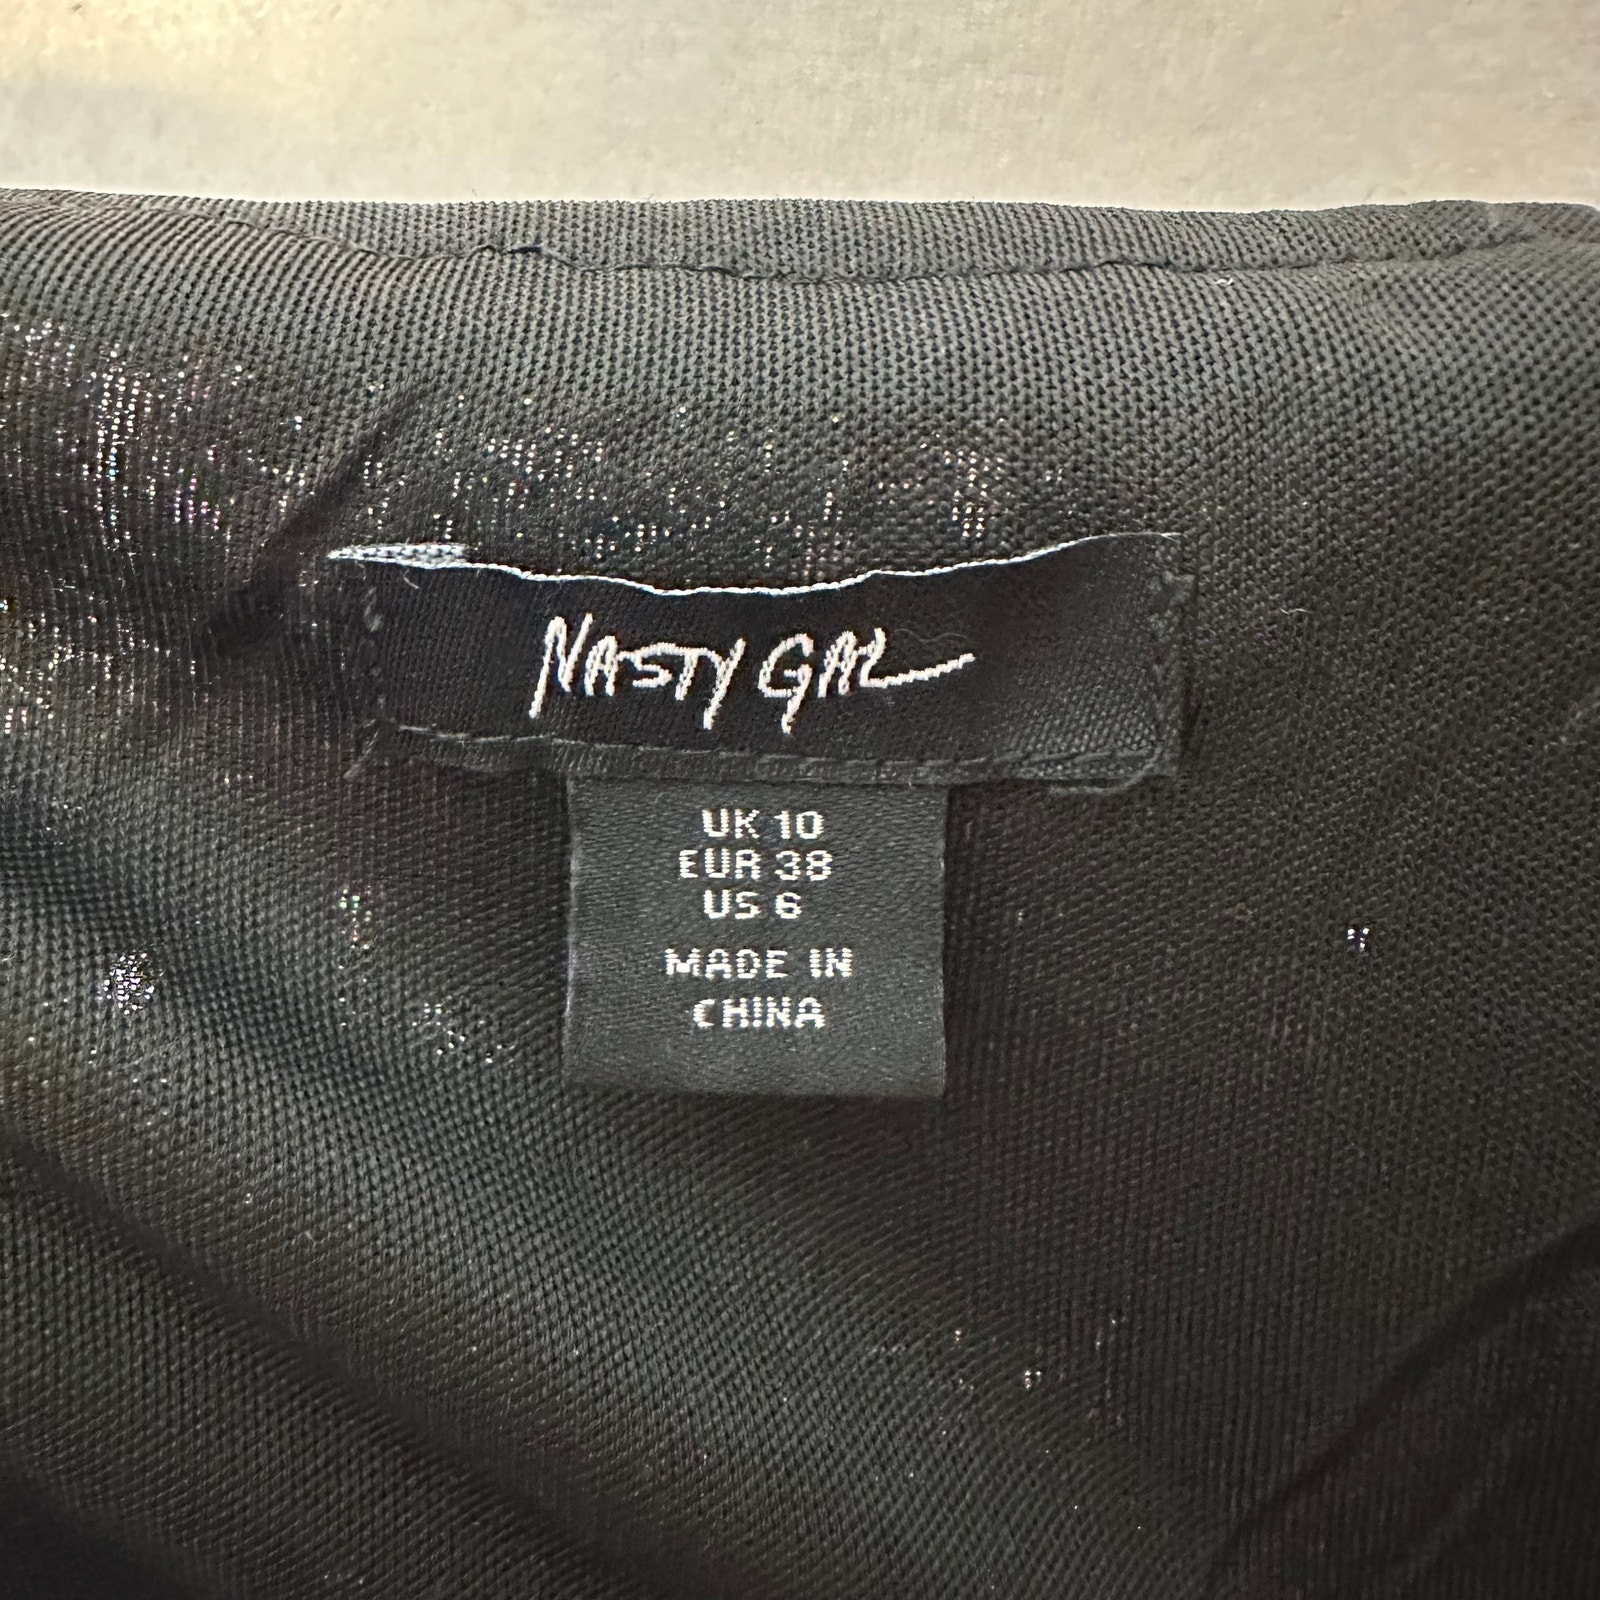 NASTY GAL
UK 10
EUR 38
US 6
MADE IN
CHINA